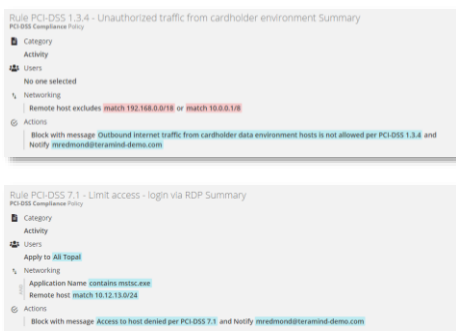 Rule PCI-DSS 1.3.4 - Unauthorized traffic from cardholder environment Summary
PCI-DSS Compliance Policy
Category
Activity
Users
No one selected
Networking
Remote host excludes match 192.168.0.0/18 or match 10.0.0.1/8
Actions
Block with message Outbound internet traffic from cardholder data environment hosts is not allowed per PCI-DSS 1.3.4 and
Notify mredmond@teramind-demo.com
Rule PCI-DSS 7.1 - Limit access - login via RDP Summary
PCI-DSS Compliance Policy
Category
Activity
Users
Apply to Ali Topal
Networking
Application Name contains mstsc.exe
Remote host match 10.12.13.0/24
Actions
Block with message Access to host denied per PCI-DSS 7.1 and Notify mredmond@teramind-demo.com